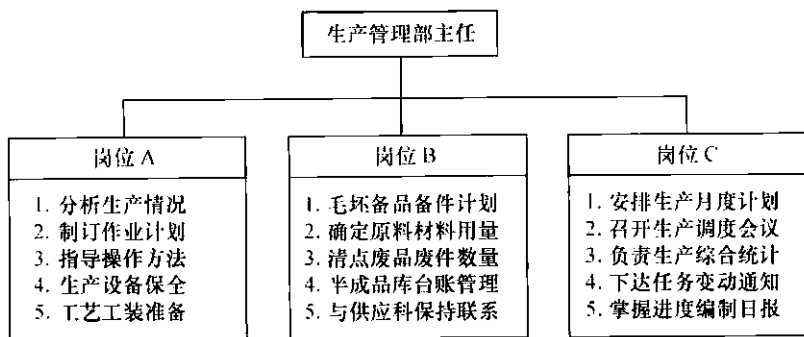 生产管理部主任
岗位A
1. 分析生产情况
2. 制订作业计划
3. 指导操作方法
4. 生产设备保全
5. 工艺工装准备
岗位B
1. 毛坯备品备件计划
2. 确定原料材料用量
3. 清点废品废件数量
4. 半成品库台账管理
5. 与供应科保持联系
岗位C
1. 安排生产月度计划
2. 召开生产调度会议
3. 负责生产综合统计
4. 下达任务变动通知
5. 掌握进度编制日报